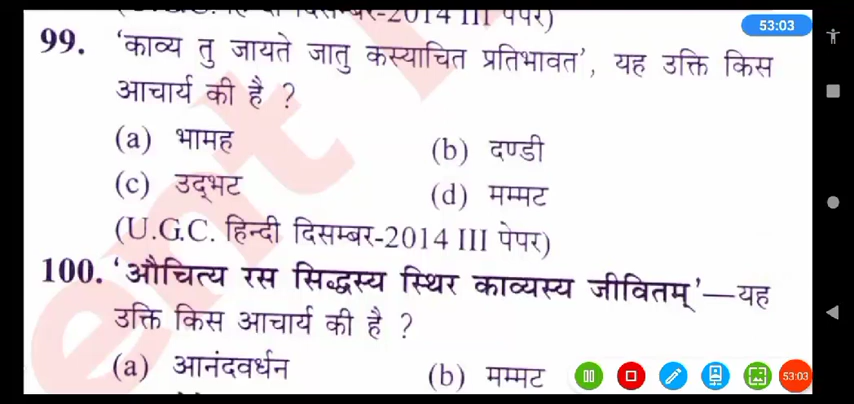 53:03
99. ‘काव्य तु जायते जातु कस्याचित प्रतिभावत’, यह उक्ति किस
आचार्य की है ?
(a) भामह (b) दण्डी
(c) उद्‌भट (d) मम्मट
(U.G.C. हिन्दी दिसम्बर-2014 III पेपर)
100. ‘औचित्य रस सिद्धस्य स्थिर काव्यस्य जीवितम्’—यह
उक्ति किस आचार्य की है ?
(a) आनंदवर्धन (b) मम्मट
53:03